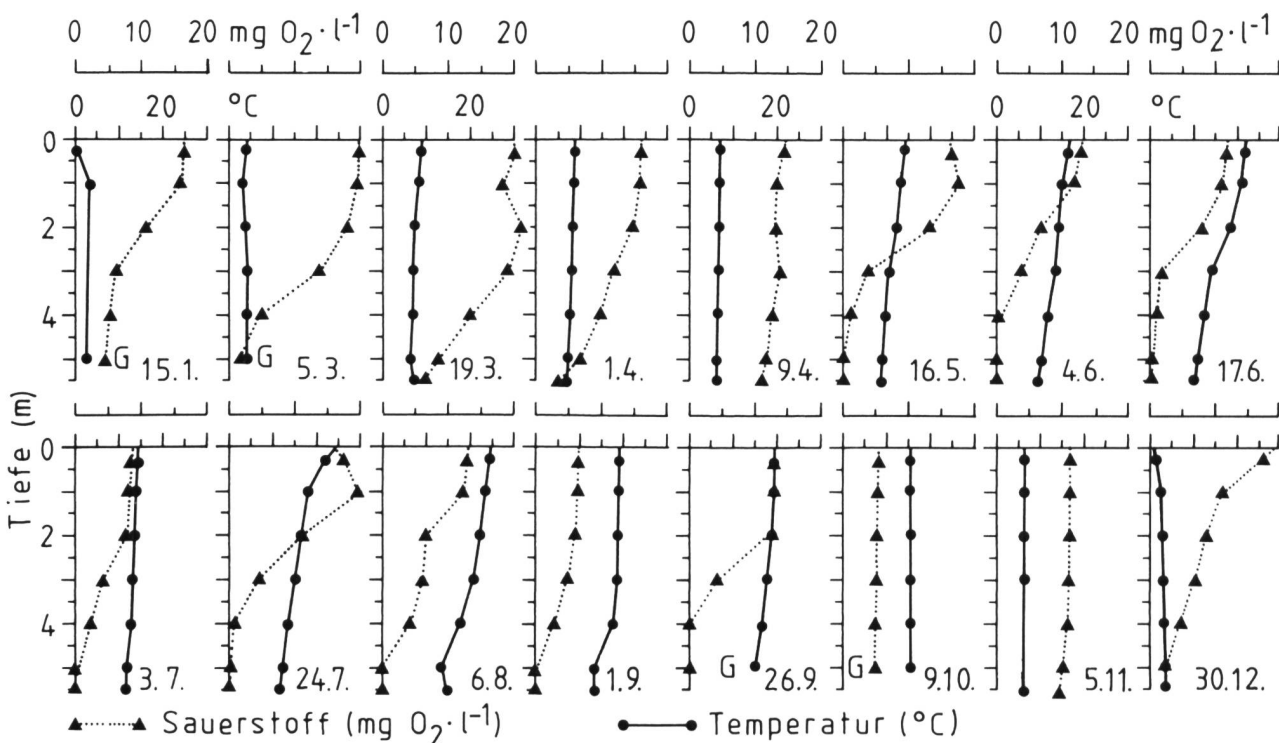 0 10 20 mg O₂·l⁻¹ 0 10 20 0 10 20 0 10 20 mg O₂·l⁻¹
0 20 °C 0 20 0 20 0 20 °C
0
2
4
G 15.1. G 5.3. 19.3. 1.4. 9.4. 16.5. 4.6. 17.6.
Tiefe (m)
0
2
4
3.7. 24.7. 6.8. 1.9. G 26.9. G 9.10. 5.11. 30.12.
Sauerstoff (mg O₂·l⁻¹) Temperatur (°C)